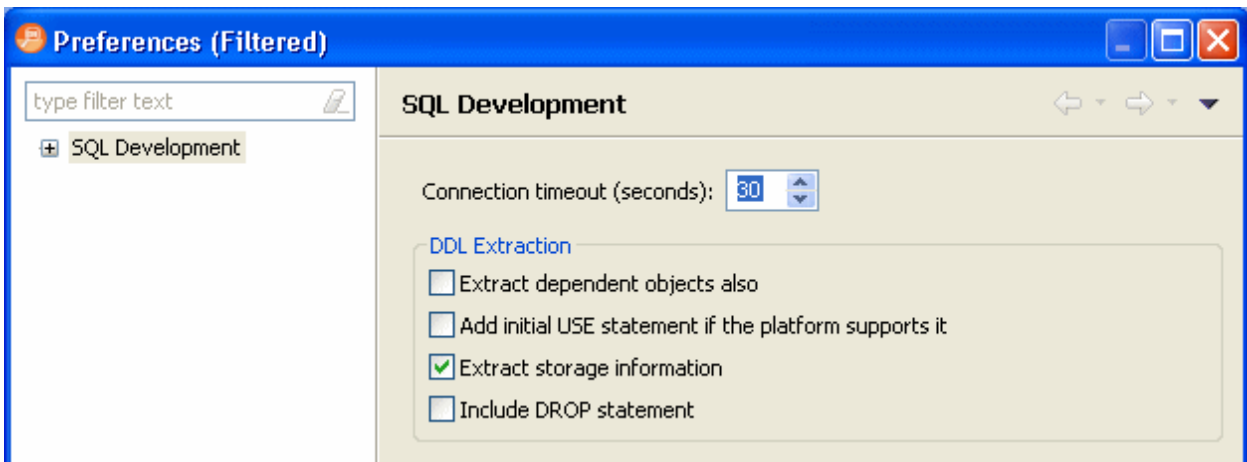 Preferences (Filtered)
type filter text
SQL Development
SQL Development
Connection timeout (seconds): 30
DDL Extraction
Extract dependent objects also
Add initial USE statement if the platform supports it
Extract storage information
Include DROP statement